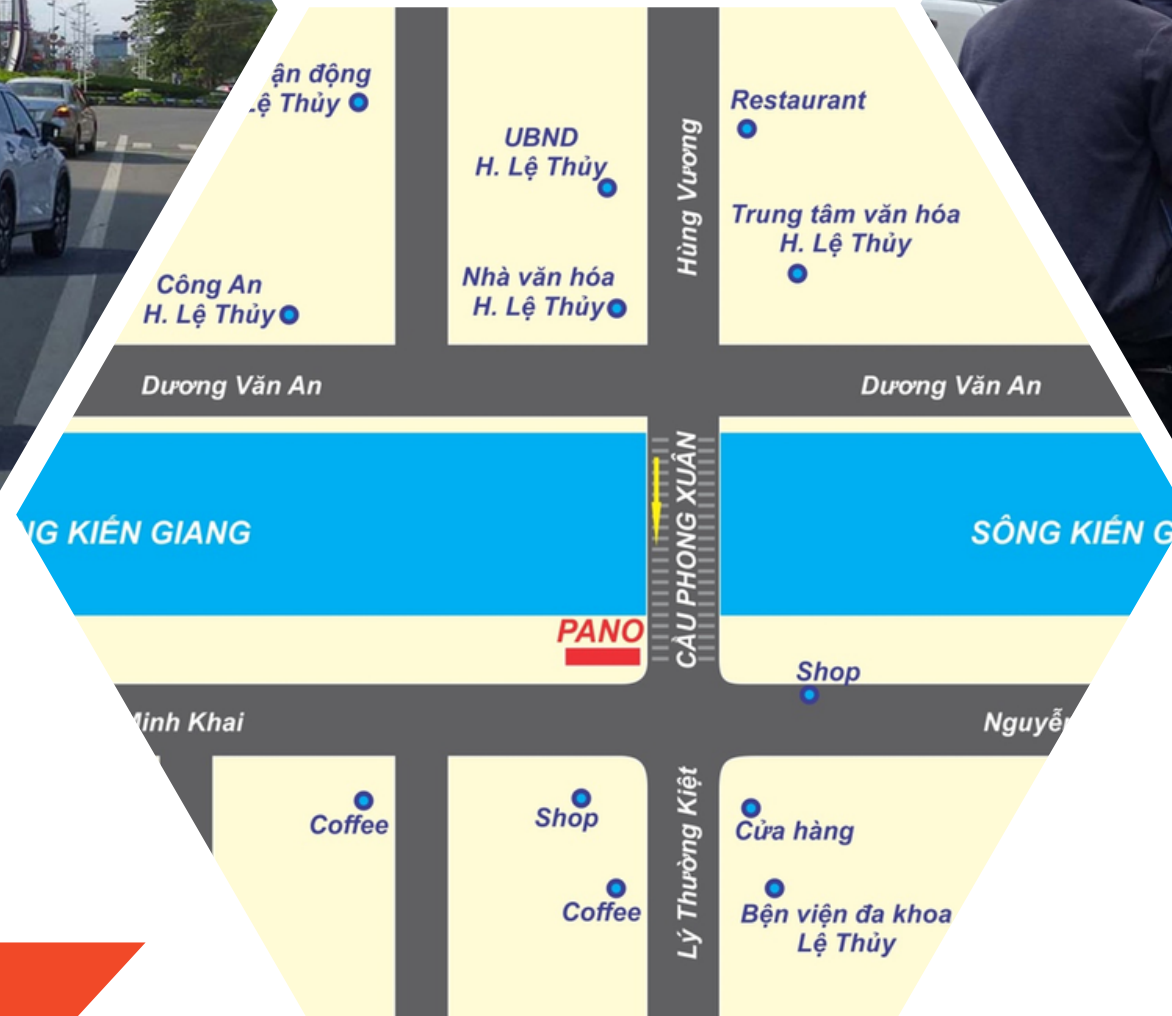 ận động
Lệ Thủy
Restaurant
UBND
H. Lệ Thủy
Hùng Vương
Trung tâm văn hóa
H. Lệ Thủy
Công An
H. Lệ Thủy
Nhà văn hóa
H. Lệ Thủy
Dương Văn An
Dương Văn An
NG KIẾN GIANG
CẦU PHONG XUÂN
SÔNG KIẾN G
PANO
Shop
Minh Khai
Nguyễ
Coffee
Shop
Coffee
Lý Thường Kiệt
Cửa hàng
Bện viện đa khoa
Lệ Thủy